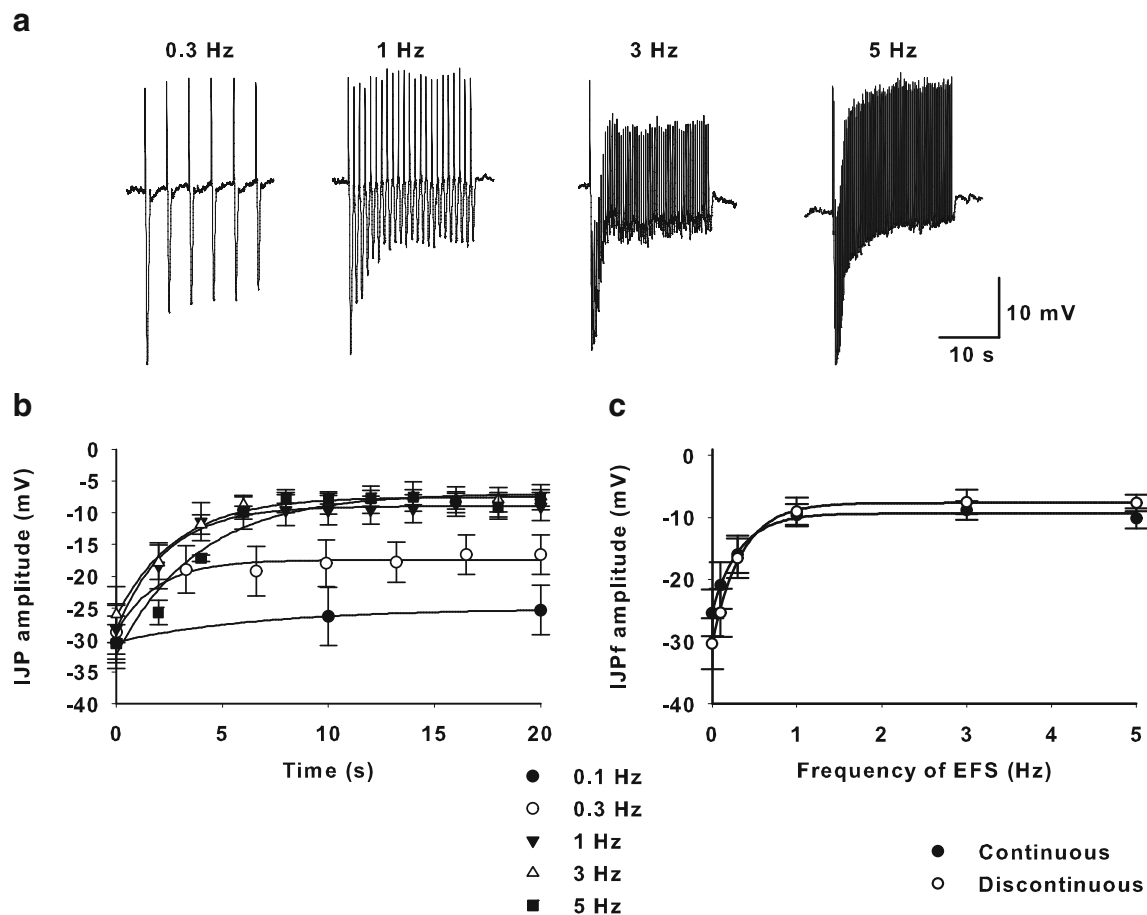 a
0.3 Hz 1 Hz 3 Hz 5 Hz
10 mV
10 s
b
IJP amplitude (mV)
0
-5
-10
-15
-20
-25
-30
-35
-40
0 5 10 15 20
Time (s)
0.1 Hz
0.3 Hz
1 Hz
3 Hz
5 Hz
c
IJPf amplitude (mV)
0
-10
-20
-30
-40
0 1 2 3 4 5
Frequency of EFS (Hz)
Continuous
Discontinuous